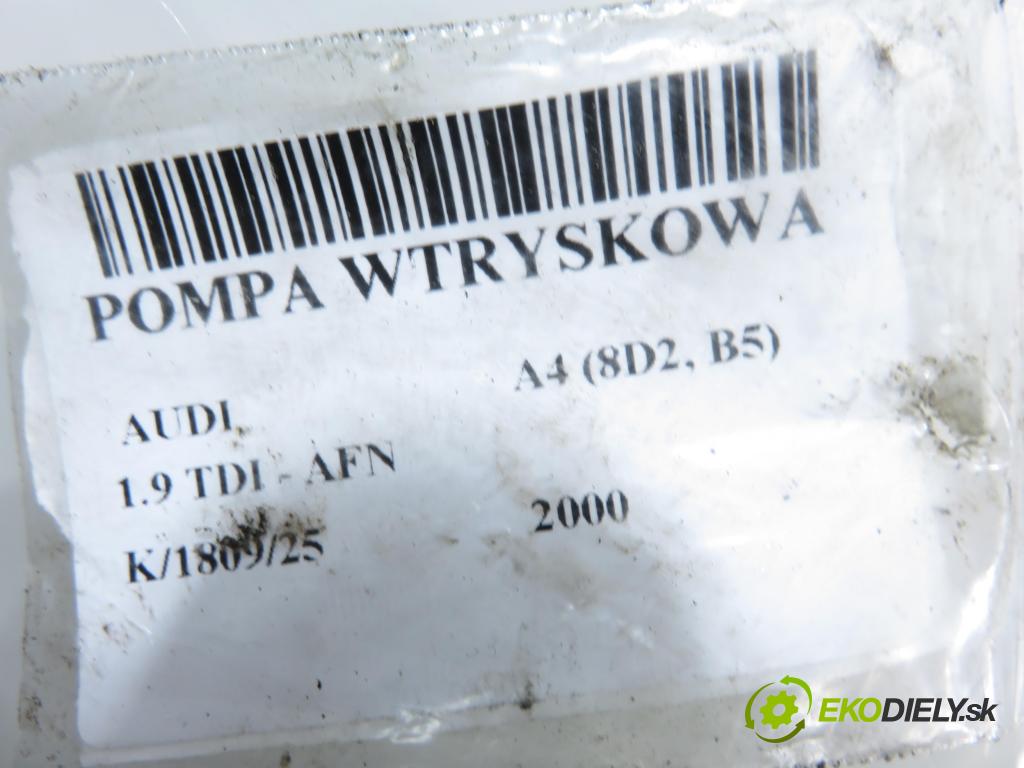 POMPA WTRYSKOWA
AUDI, A4 (8D2, B5)
1.9 TDI - AFN
K/1809/25 2000
EKODIELY.sk